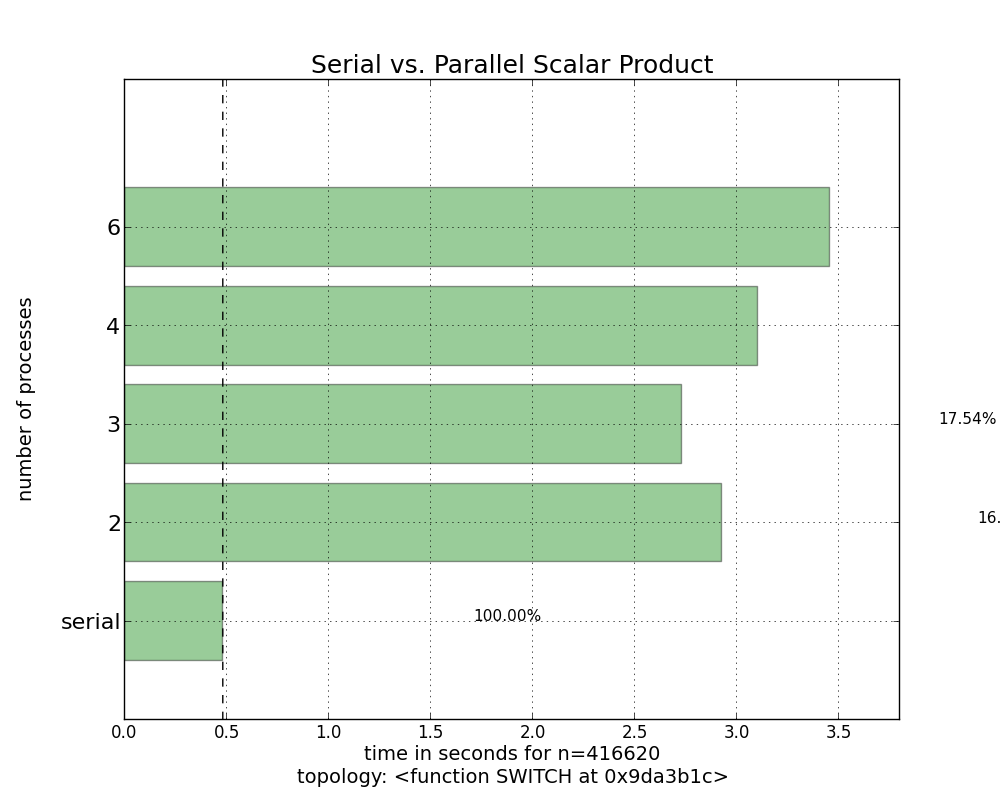 Serial vs. Parallel Scalar Product
number of processes
6
4
3
17.54%
2
16.
serial
100.00%
0.0 0.5 1.0 1.5 2.0 2.5 3.0 3.5
time in seconds for n=416620
topology: <function SWITCH at 0x9da3b1c>